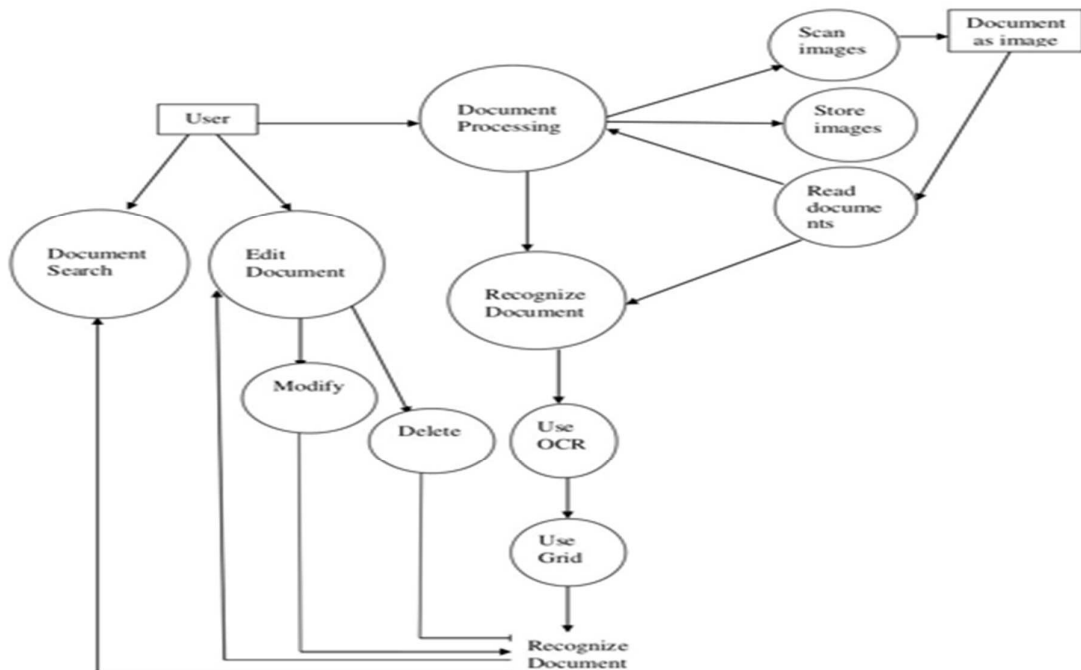 Scan
images
Document
as image
User
Document
Processing
Store
images
Read
docume
nts
Document
Search
Edit
Document
Recognize
Document
Modify
Delete
Use
OCR
Use
Grid
Recognize
Document